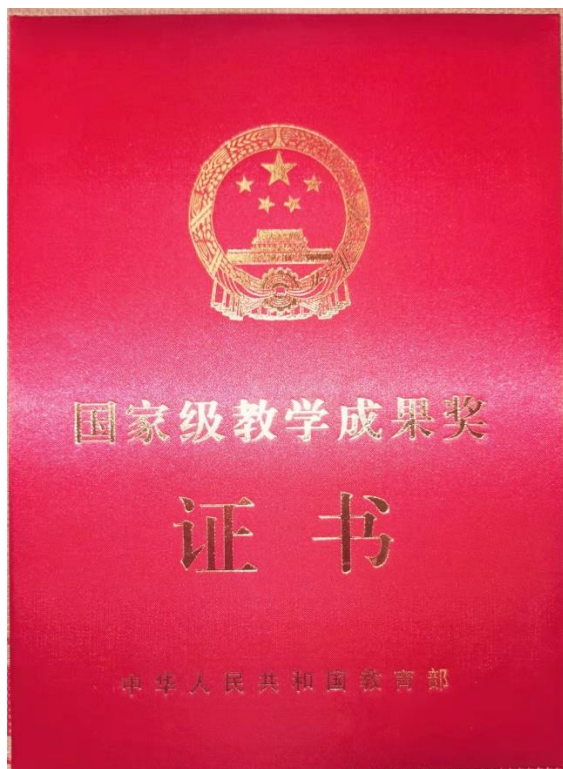 国家级教学成果奖
证书
中华人民共和国教育部